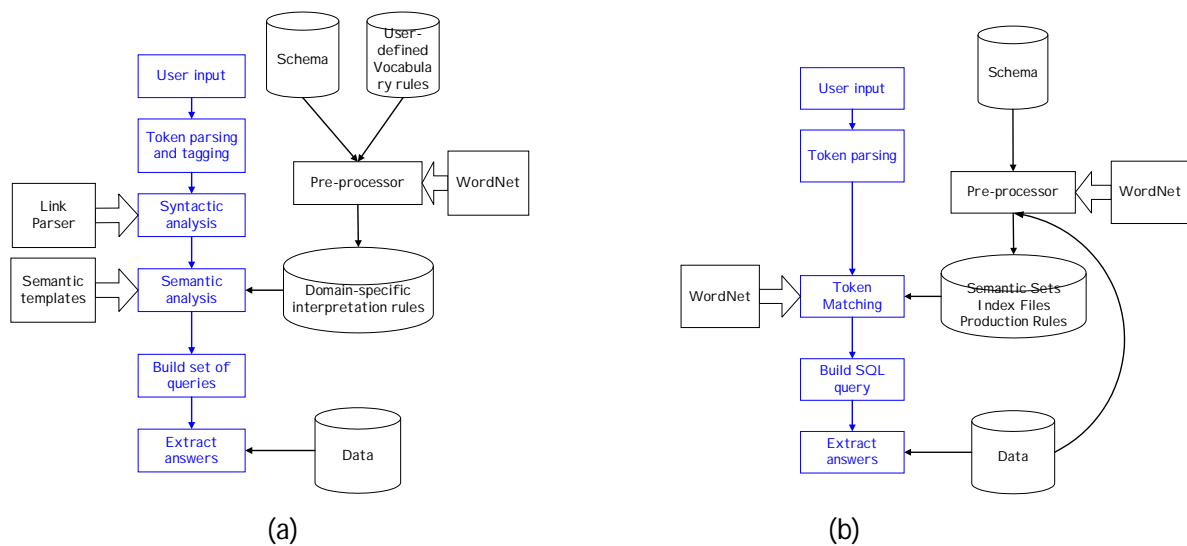 User input
Token parsing
and tagging
Syntactic
analysis
Semantic
analysis
Build set of
queries
Extract
answers
Link
Parser
Semantic
templates
Schema
User-
defined
Vocabula
ry rules
Pre-processor
WordNet
Domain-specific
interpretation rules
Data
(a)
User input
Token parsing
Token
Matching
Build SQL
query
Extract
answers
WordNet
Schema
Pre-processor
WordNet
Semantic Sets
Index Files
Production Rules
Data
(b)